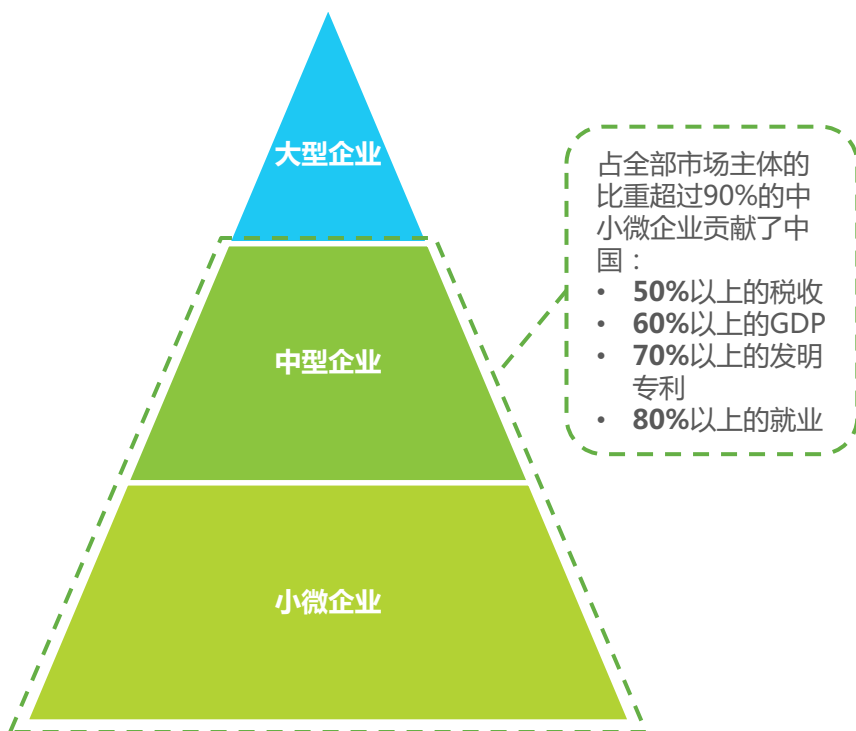 大型企业
中型企业
小微企业
占全部市场主体的
比重超过90%的中
小微企业贡献了中
国：
• 50%以上的税收
• 60%以上的GDP
• 70%以上的发明
专利
• 80%以上的就业